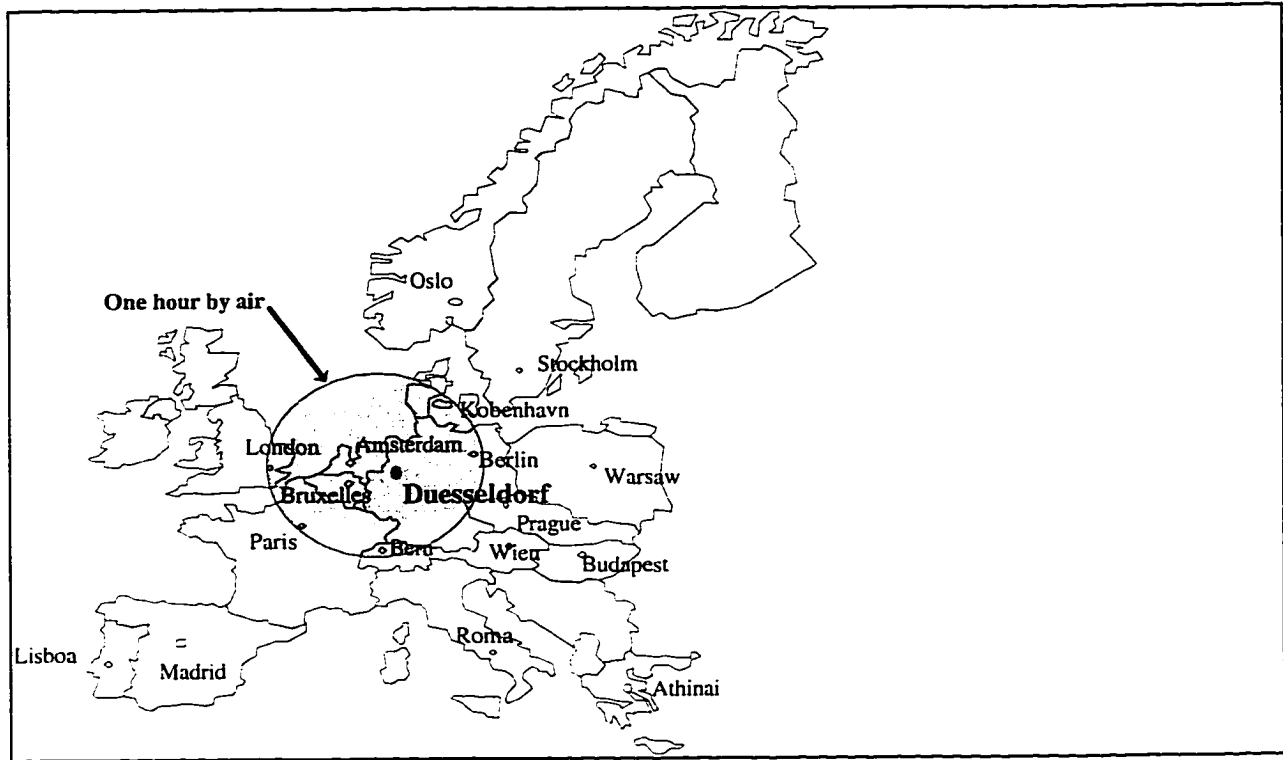 Oslo
One hour by air
Stockholm
Kobenhavn
London
Amsterdam
Berlin
Warsaw
Bruxelles
Duesseldorf
Prague
Paris
Bern
Wien
Budapest
Roma
Lisboa
Madrid
Athinai